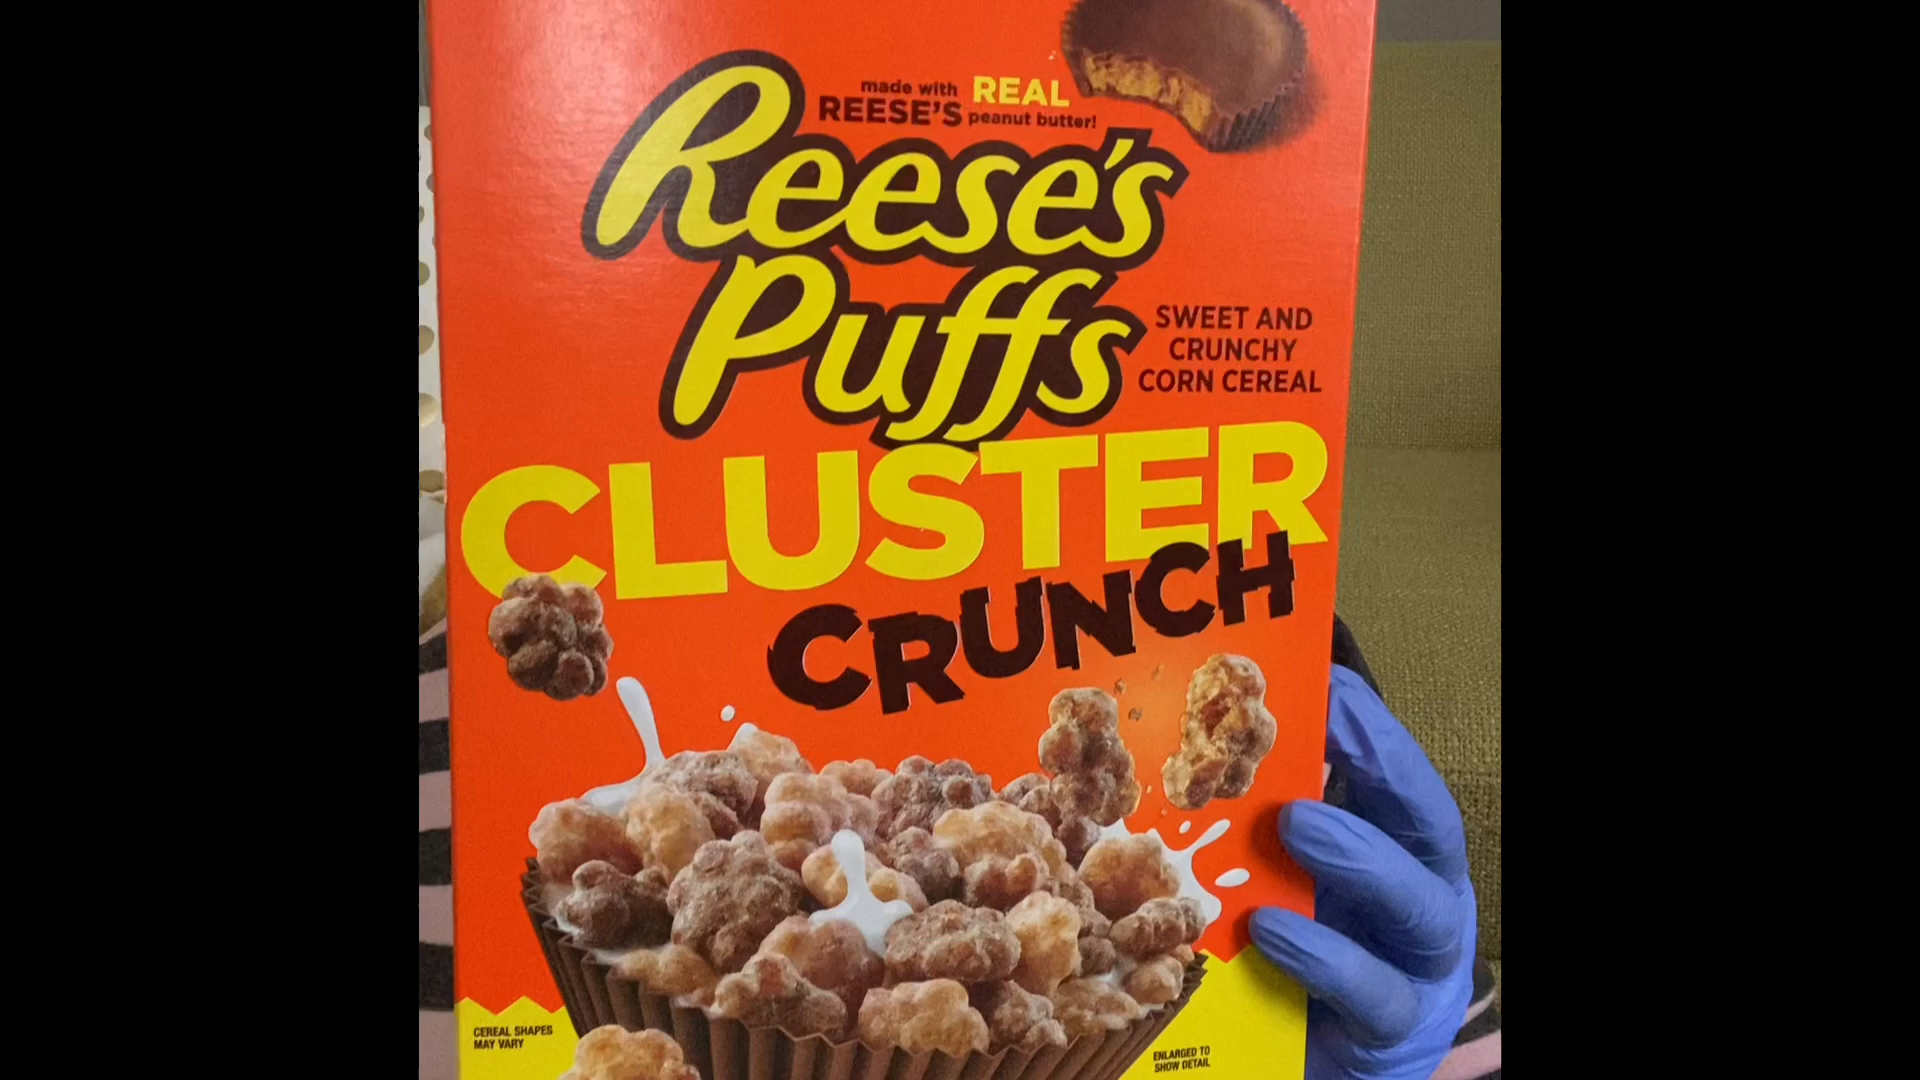 made with REAL
REESE'S peanut butter!
Reese's
Puffs
SWEET AND
CRUNCHY
CORN CEREAL
CLUSTER
CRUNCH
CEREAL SHAPES
MAY VARY
ENLARGED TO
SHOW DETAIL